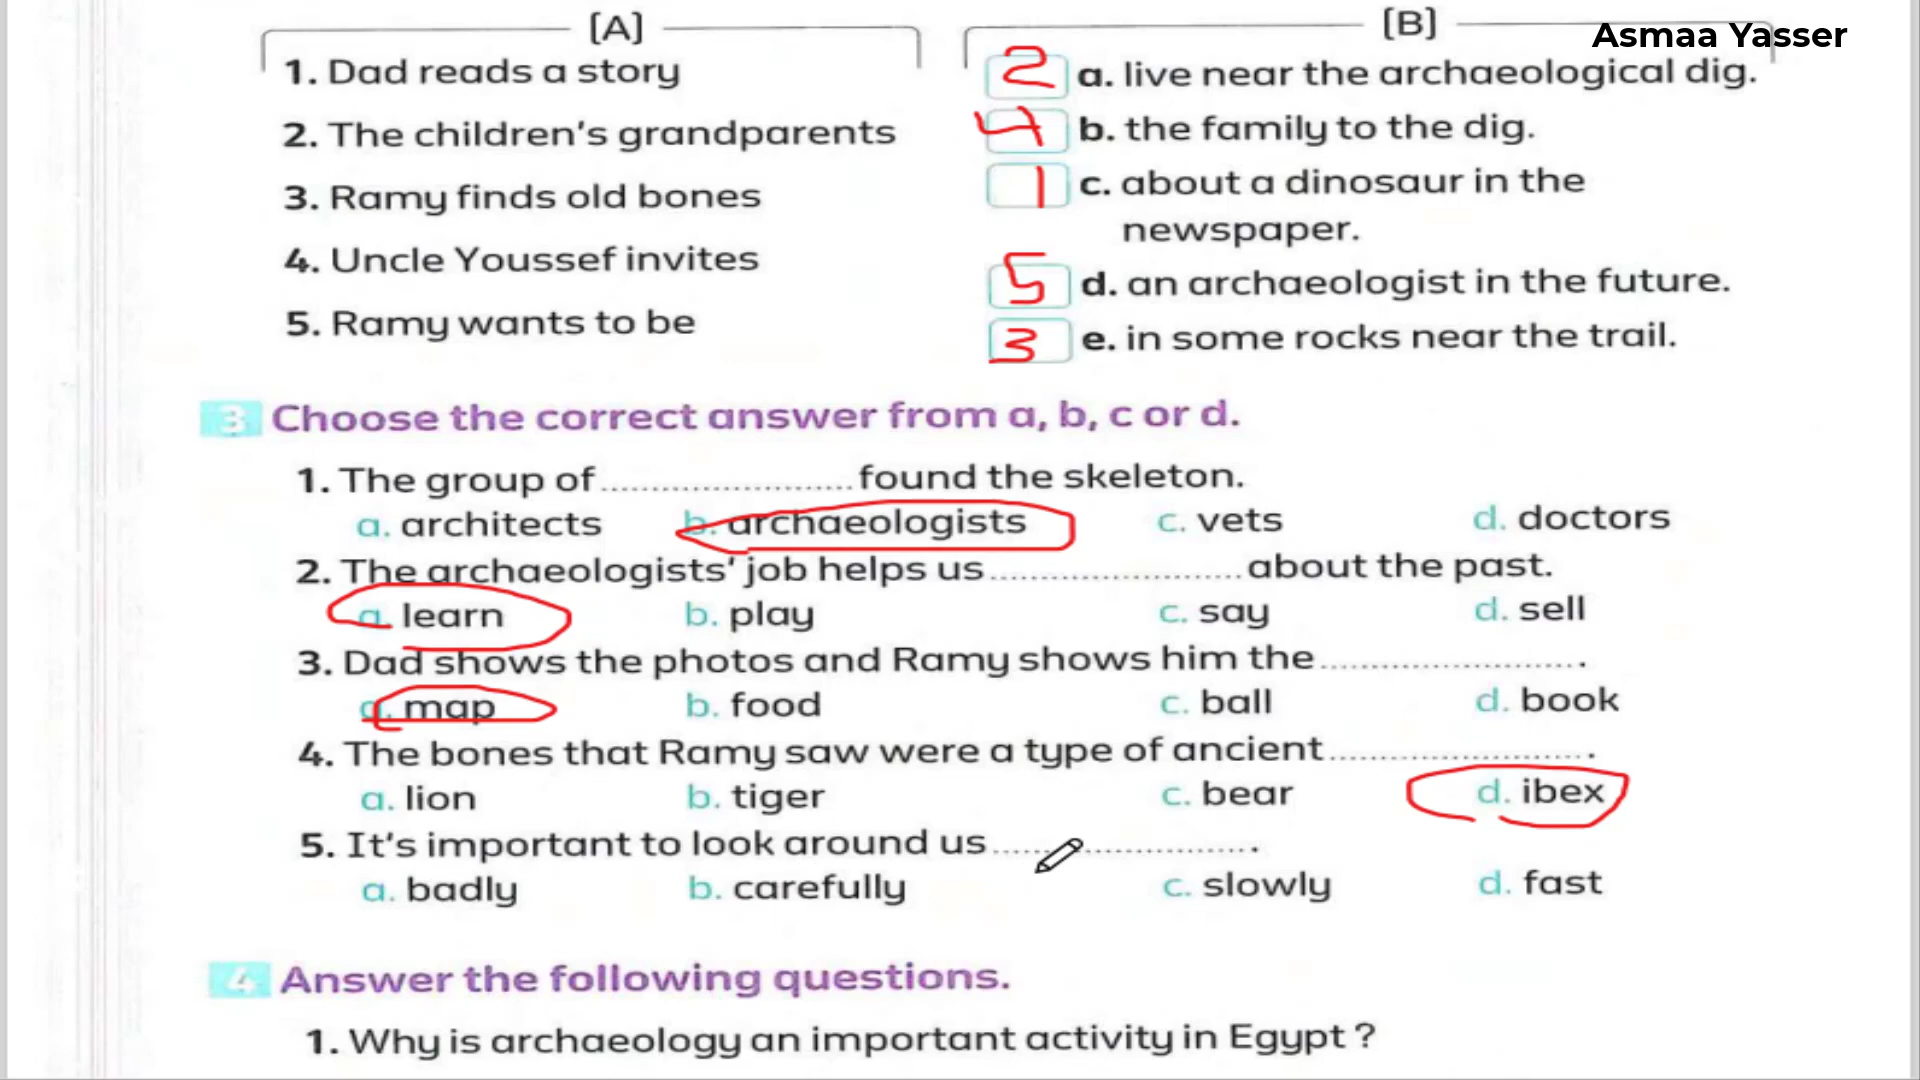 [A]
[B]
Asmaa Yasser
1. Dad reads a story
2. The children's grandparents
3. Ramy finds old bones
4. Uncle Youssef invites
5. Ramy wants to be
2 a. live near the archaeological dig.
4 b. the family to the dig.
1 c. about a dinosaur in the
newspaper.
5 d. an archaeologist in the future.
3 e. in some rocks near the trail.
3 Choose the correct answer from a, b, c or d.
1. The group of ........................ found the skeleton.
a. architects b. archaeologists c. vets d. doctors
2. The archaeologists' job helps us ........................ about the past.
a. learn b. play c. say d. sell
3. Dad shows the photos and Ramy shows him the ........................ .
a. map b. food c. ball d. book
4. The bones that Ramy saw were a type of ancient ........................ .
a. lion b. tiger c. bear d. ibex
5. It's important to look around us ........................ .
a. badly b. carefully c. slowly d. fast
4 Answer the following questions.
1. Why is archaeology an important activity in Egypt ?